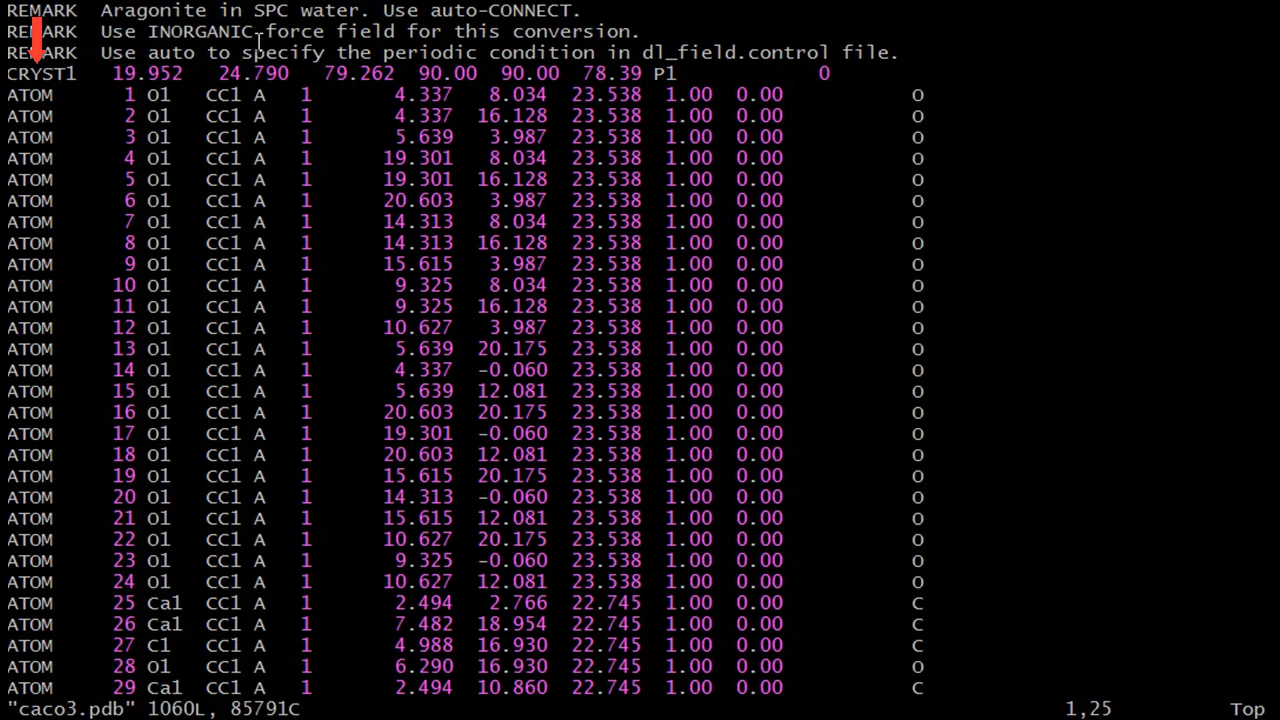 REMARK  Aragonite in SPC water. Use auto-CONNECT.
REMARK  Use INORGANIC force field for this conversion.
REMARK  Use auto to specify the periodic condition in dl_field.control file.
CRYST1   19.952   24.790   79.262  90.00  90.00  78.39 P1             0
ATOM      1 O1   CC1 A   1       4.337   8.034  23.538  1.00  0.00           O
ATOM      2 O1   CC1 A   1       4.337  16.128  23.538  1.00  0.00           O
ATOM      3 O1   CC1 A   1       5.639   3.987  23.538  1.00  0.00           O
ATOM      4 O1   CC1 A   1      19.301   8.034  23.538  1.00  0.00           O
ATOM      5 O1   CC1 A   1      19.301  16.128  23.538  1.00  0.00           O
ATOM      6 O1   CC1 A   1      20.603   3.987  23.538  1.00  0.00           O
ATOM      7 O1   CC1 A   1      14.313   8.034  23.538  1.00  0.00           O
ATOM      8 O1   CC1 A   1      14.313  16.128  23.538  1.00  0.00           O
ATOM      9 O1   CC1 A   1      15.615   3.987  23.538  1.00  0.00           O
ATOM     10 O1   CC1 A   1       9.325   8.034  23.538  1.00  0.00           O
ATOM     11 O1   CC1 A   1       9.325  16.128  23.538  1.00  0.00           O
ATOM     12 O1   CC1 A   1      10.627   3.987  23.538  1.00  0.00           O
ATOM     13 O1   CC1 A   1       5.639  20.175  23.538  1.00  0.00           O
ATOM     14 O1   CC1 A   1       4.337  -0.060  23.538  1.00  0.00           O
ATOM     15 O1   CC1 A   1       5.639  12.081  23.538  1.00  0.00           O
ATOM     16 O1   CC1 A   1      20.603  20.175  23.538  1.00  0.00           O
ATOM     17 O1   CC1 A   1      19.301  -0.060  23.538  1.00  0.00           O
ATOM     18 O1   CC1 A   1      20.603  12.081  23.538  1.00  0.00           O
ATOM     19 O1   CC1 A   1      15.615  20.175  23.538  1.00  0.00           O
ATOM     20 O1   CC1 A   1      14.313  -0.060  23.538  1.00  0.00           O
ATOM     21 O1   CC1 A   1      15.615  12.081  23.538  1.00  0.00           O
ATOM     22 O1   CC1 A   1      10.627  20.175  23.538  1.00  0.00           O
ATOM     23 O1   CC1 A   1       9.325  -0.060  23.538  1.00  0.00           O
ATOM     24 O1   CC1 A   1      10.627  12.081  23.538  1.00  0.00           O
ATOM     25 Ca1  CC1 A   1       2.494   2.766  22.745  1.00  0.00           C
ATOM     26 Ca1  CC1 A   1       7.482  18.954  22.745  1.00  0.00           C
ATOM     27 C1   CC1 A   1       4.988  16.930  22.745  1.00  0.00           C
ATOM     28 O1   CC1 A   1       6.290  16.930  22.745  1.00  0.00           O
ATOM     29 Ca1  CC1 A   1       2.494  10.860  22.745  1.00  0.00           C
"caco3.pdb" 1060L, 85791C                                  1,25          Top